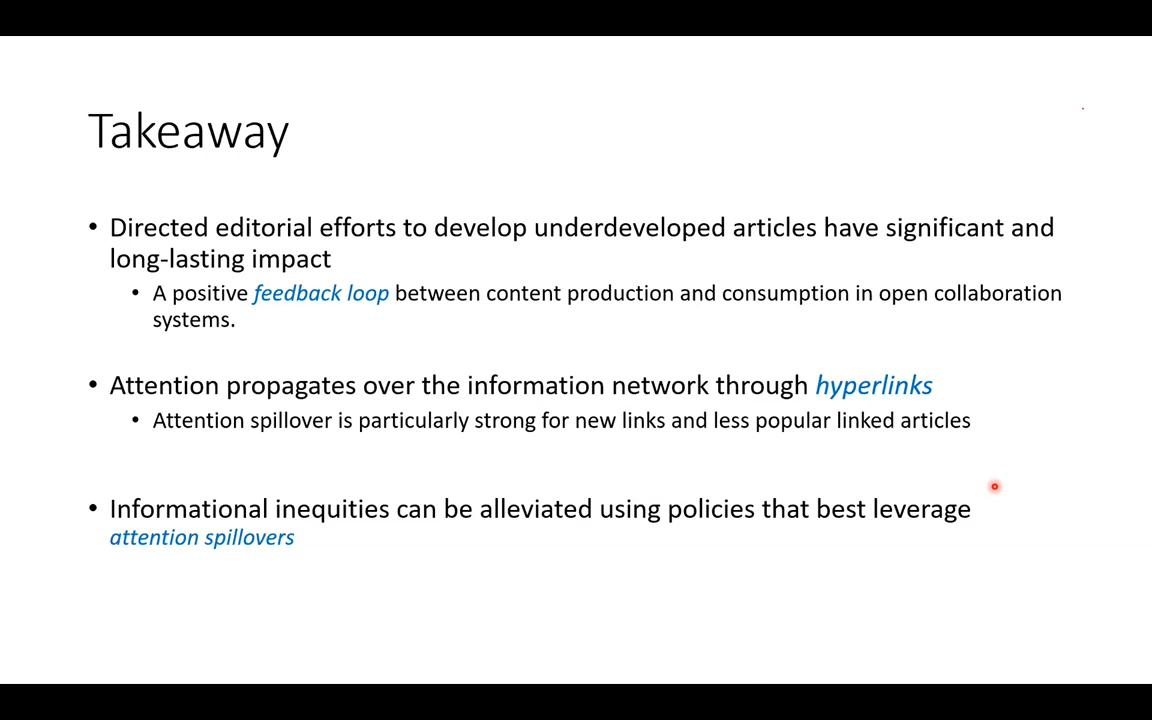 Takeaway
• Directed editorial efforts to develop underdeveloped articles have significant and
long-lasting impact
• A positive feedback loop between content production and consumption in open collaboration
systems.
• Attention propagates over the information network through hyperlinks
• Attention spillover is particularly strong for new links and less popular linked articles
• Informational inequities can be alleviated using policies that best leverage
attention spillovers